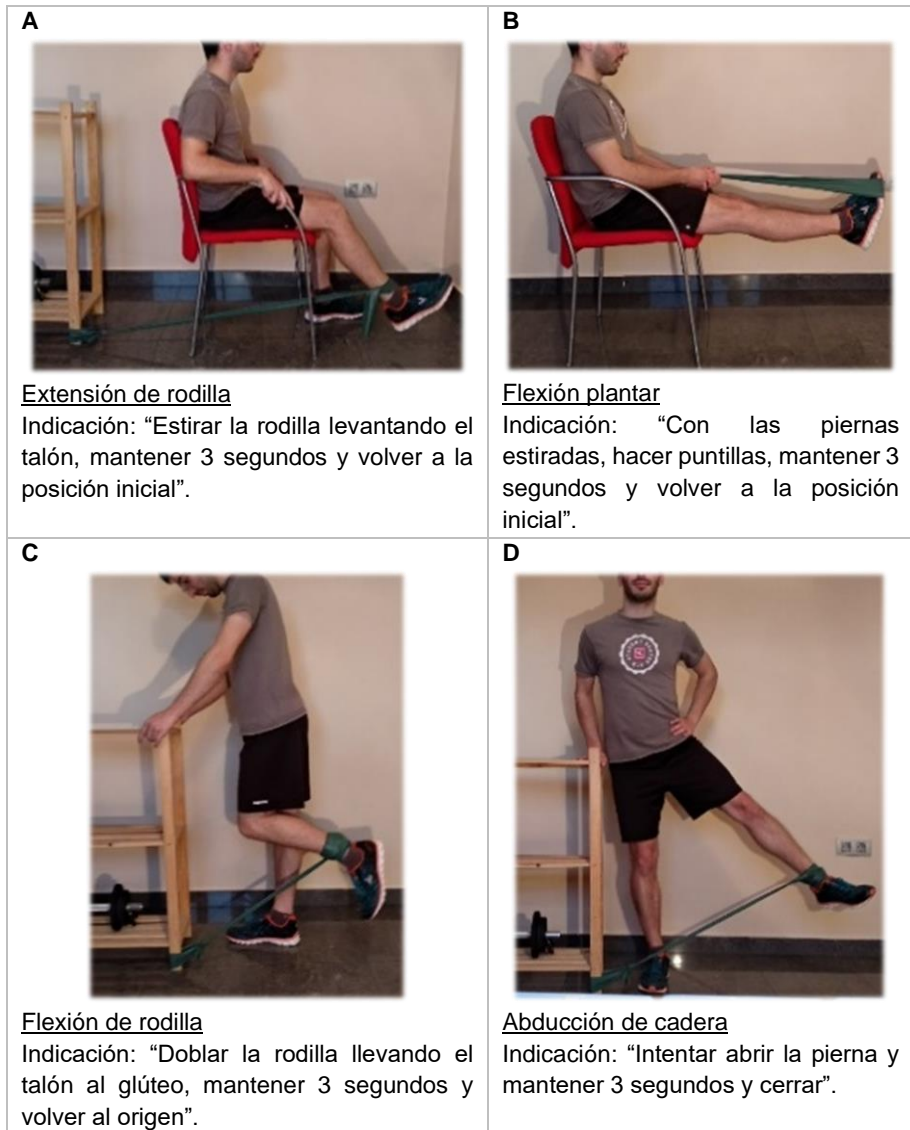 A
Extensión de rodilla
Indicación: “Estirar la rodilla levantando el
talón, mantener 3 segundos y volver a la
posición inicial”.
B
Flexión plantar
Indicación: “Con las piernas
estiradas, hacer puntillas, mantener 3
segundos y volver a la posición
inicial”.
C
Flexión de rodilla
Indicación: “Doblar la rodilla llevando el
talón al glúteo, mantener 3 segundos y
volver al origen”.
D
Abducción de cadera
Indicación: “Intentar abrir la pierna y
mantener 3 segundos y cerrar”.